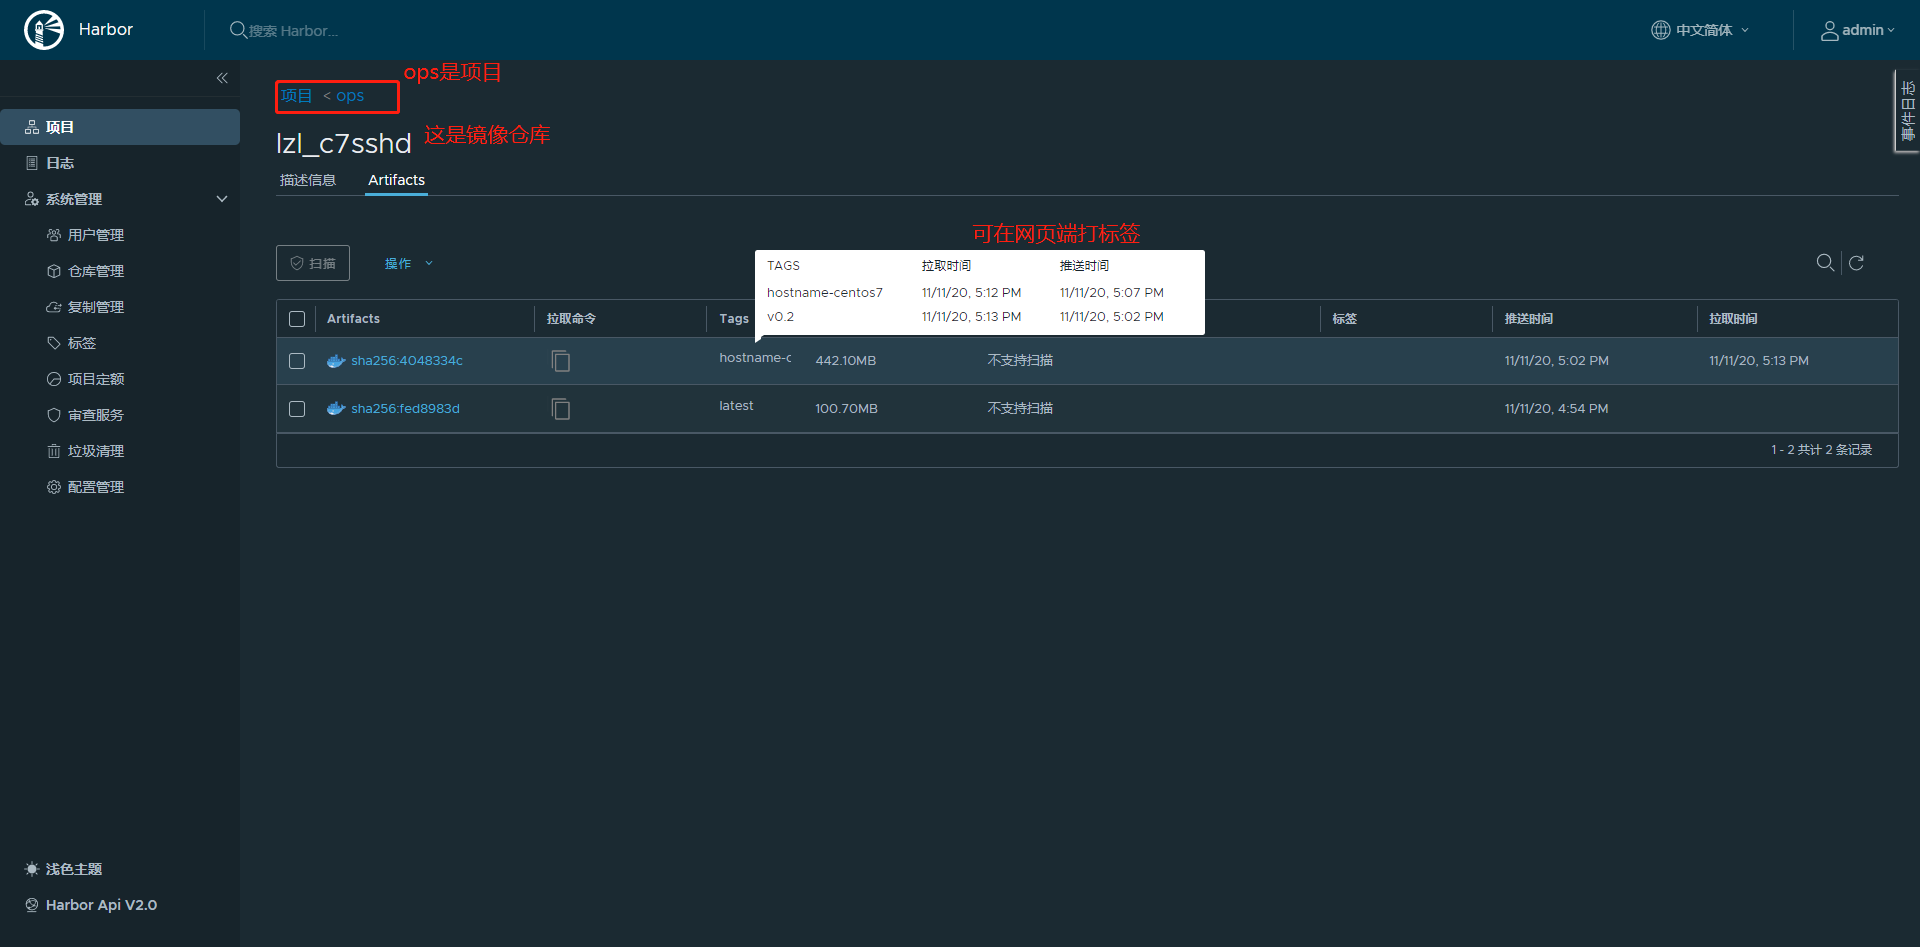 Harbor
搜索 Harbor...
中文简体
admin
事件日志
项目
日志
系统管理
用户管理
仓库管理
复制管理
标签
项目定额
审查服务
垃圾清理
配置管理
浅色主题
Harbor Api V2.0
ops是项目
项目 < ops
lzl_c7sshd
这是镜像仓库
描述信息 Artifacts
可在网页端打标签
扫描 操作
TAGS 拉取时间 推送时间
hostname-centos7 11/11/20, 5:12 PM 11/11/20, 5:07 PM
v0.2 11/11/20, 5:13 PM 11/11/20, 5:02 PM
Artifacts 拉取命令 Tags 标签 推送时间 拉取时间
sha256:4048334c hostname-c 442.10MB 不支持扫描 11/11/20, 5:02 PM 11/11/20, 5:13 PM
sha256:fed8983d latest 100.70MB 不支持扫描 11/11/20, 4:54 PM
1 - 2 共计 2 条记录